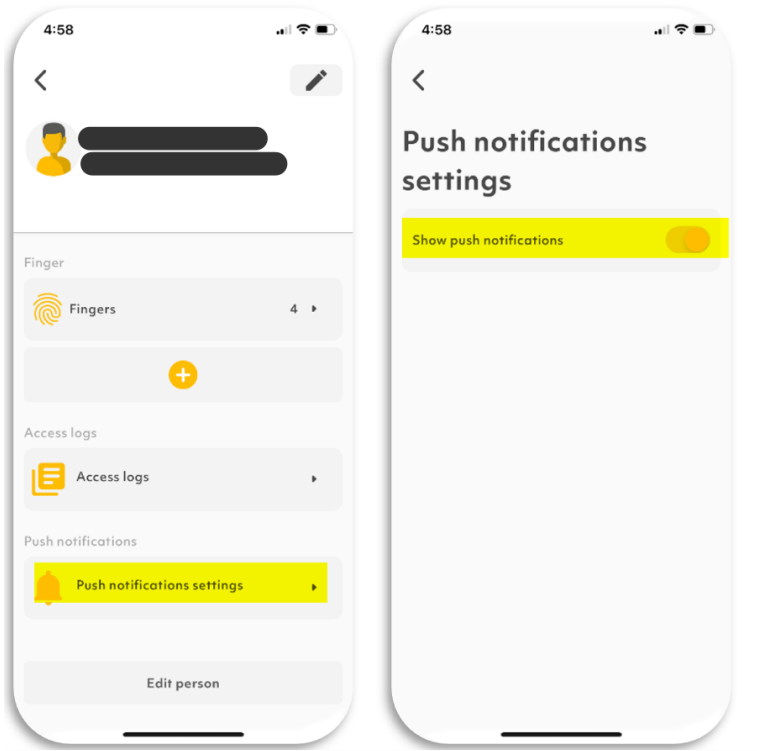 4:58
Finger
Fingers 4
Access logs
Access logs
Push notifications
Push notifications settings
Edit person
4:58
Push notifications
settings
Show push notifications